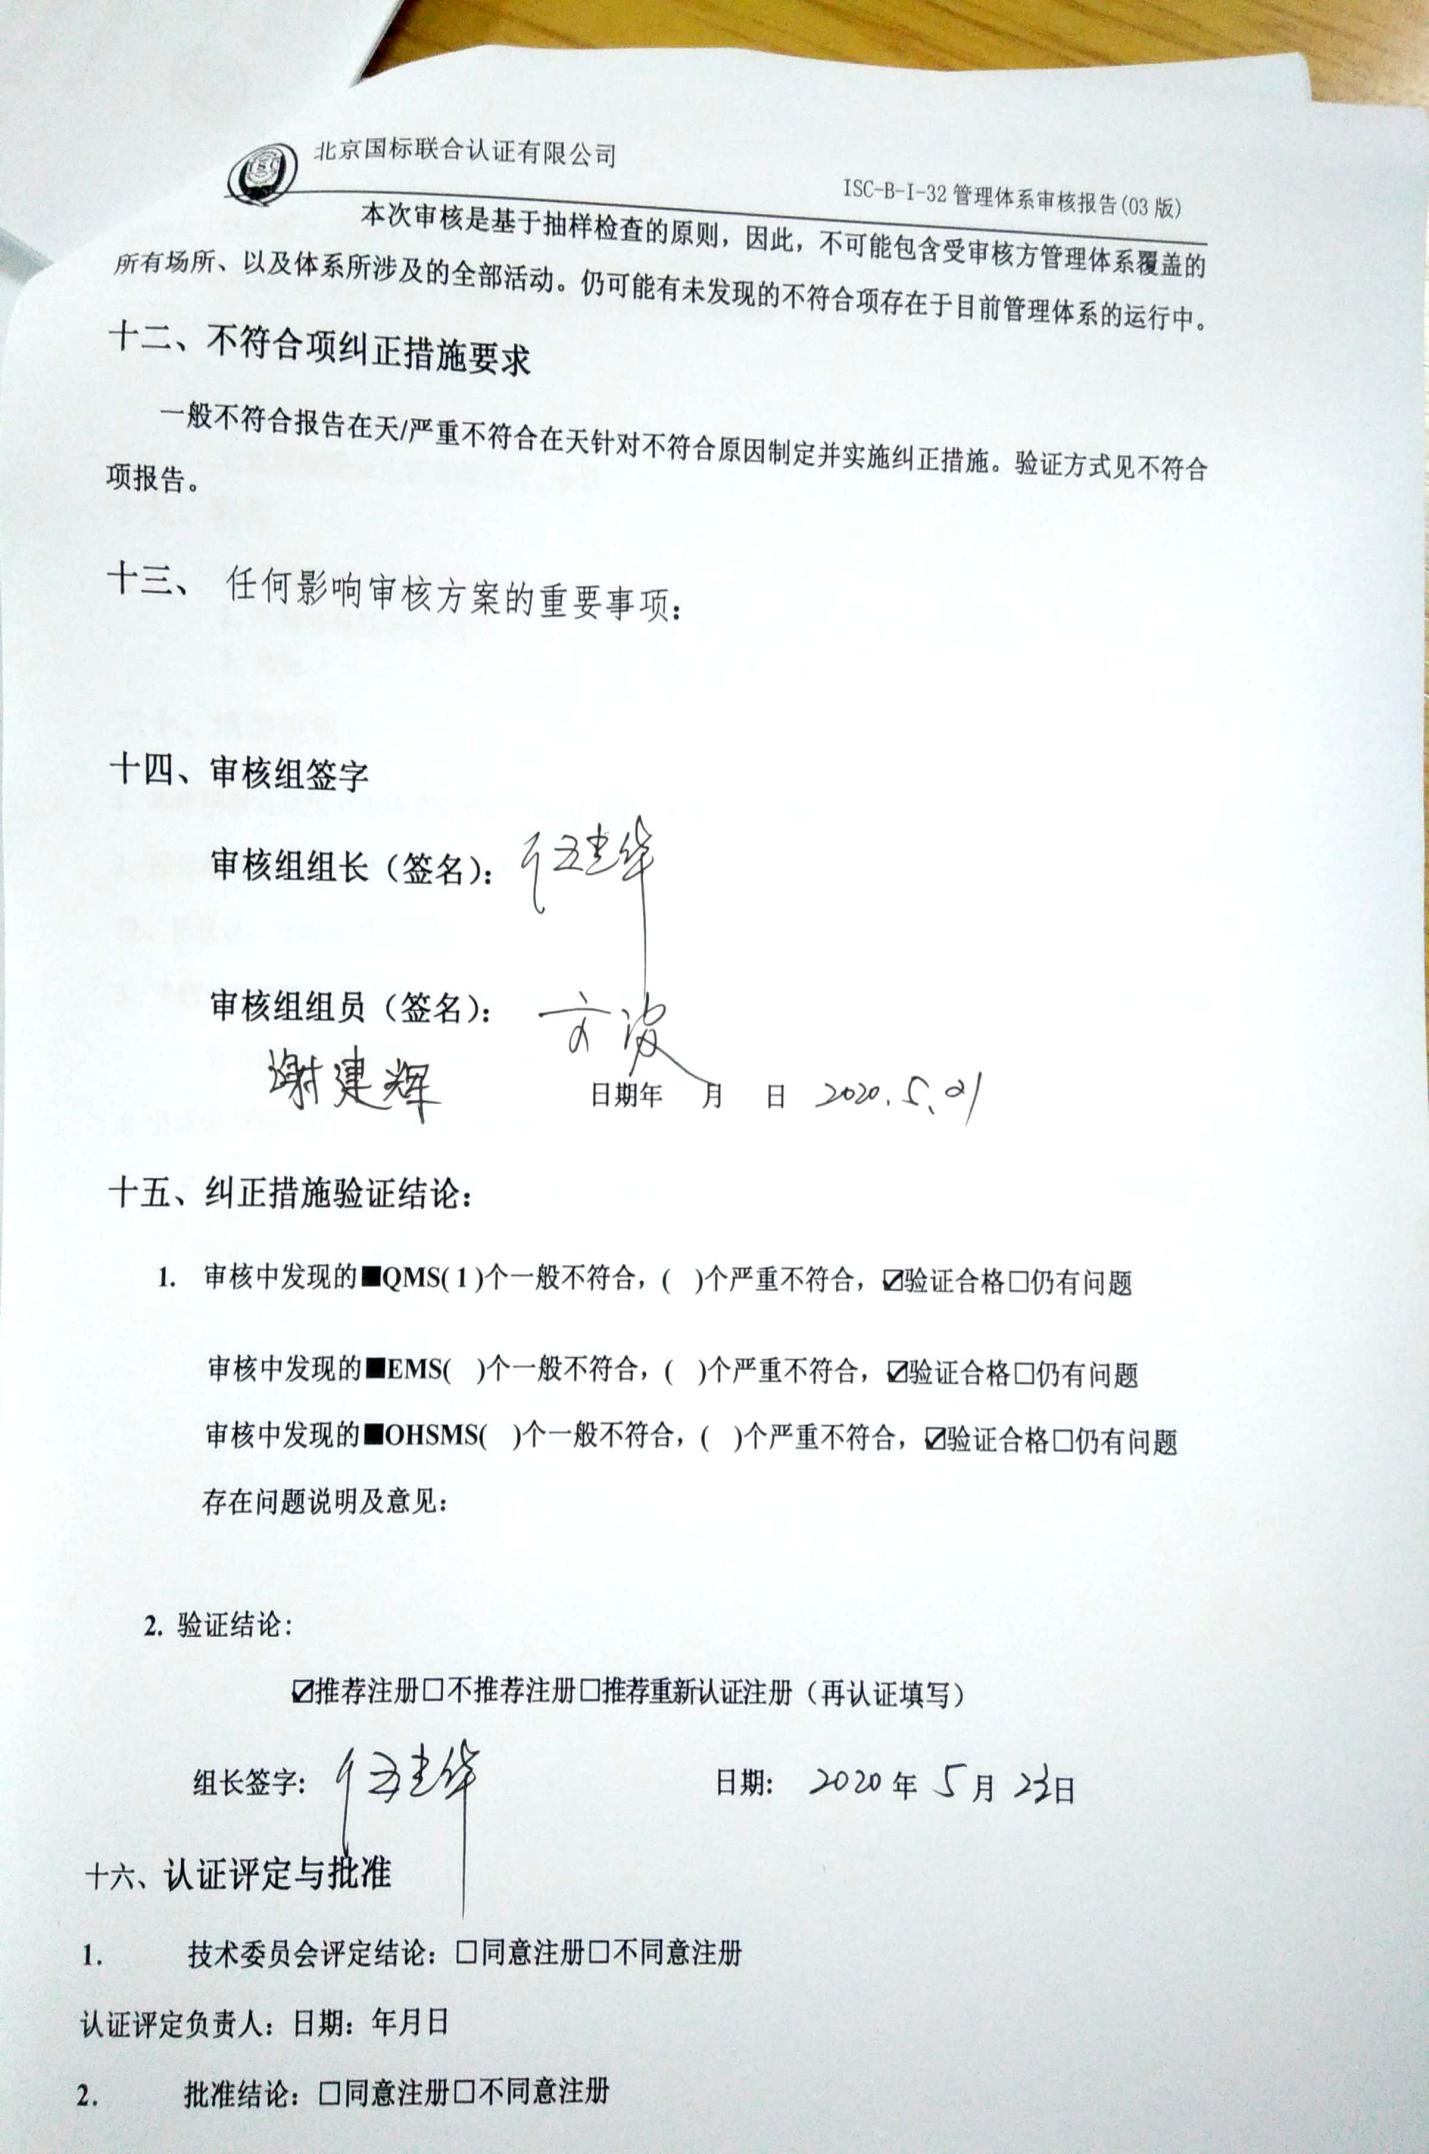 北京国标联合认证有限公司
ISC-B-I-32 管理体系审核报告(03版)
本次审核是基于抽样检查的原则，因此，不可能包含受审核方管理体系覆盖的
所有场所、以及体系所涉及的全部活动。仍可能有未发现的不符合项存在于目前管理体系的运行中。
十二、不符合项纠正措施要求
一般不符合报告在天/严重不符合在天针对不符合原因制定并实施纠正措施。验证方式见不符合
项报告。
十三、 任何影响审核方案的重要事项：
十四、审核组签字
审核组组长（签名）： 伍建华
审核组组员（签名）： 文波
谢建辉
日期年 月 日 2020.5.21
十五、纠正措施验证结论：
1. 审核中发现的■QMS( 1 )个一般不符合，( )个严重不符合，☑验证合格□仍有问题
审核中发现的■EMS( )个一般不符合，( )个严重不符合，☑验证合格□仍有问题
审核中发现的■OHSMS( )个一般不符合，( )个严重不符合，☑验证合格□仍有问题
存在问题说明及意见：
2. 验证结论：
☑推荐注册□不推荐注册□推荐重新认证注册（再认证填写）
组长签字： 伍建华 日期： 2020年 5月 23日
十六、认证评定与批准
1. 技术委员会评定结论：□同意注册□不同意注册
认证评定负责人：日期：年月日
2. 批准结论：□同意注册□不同意注册